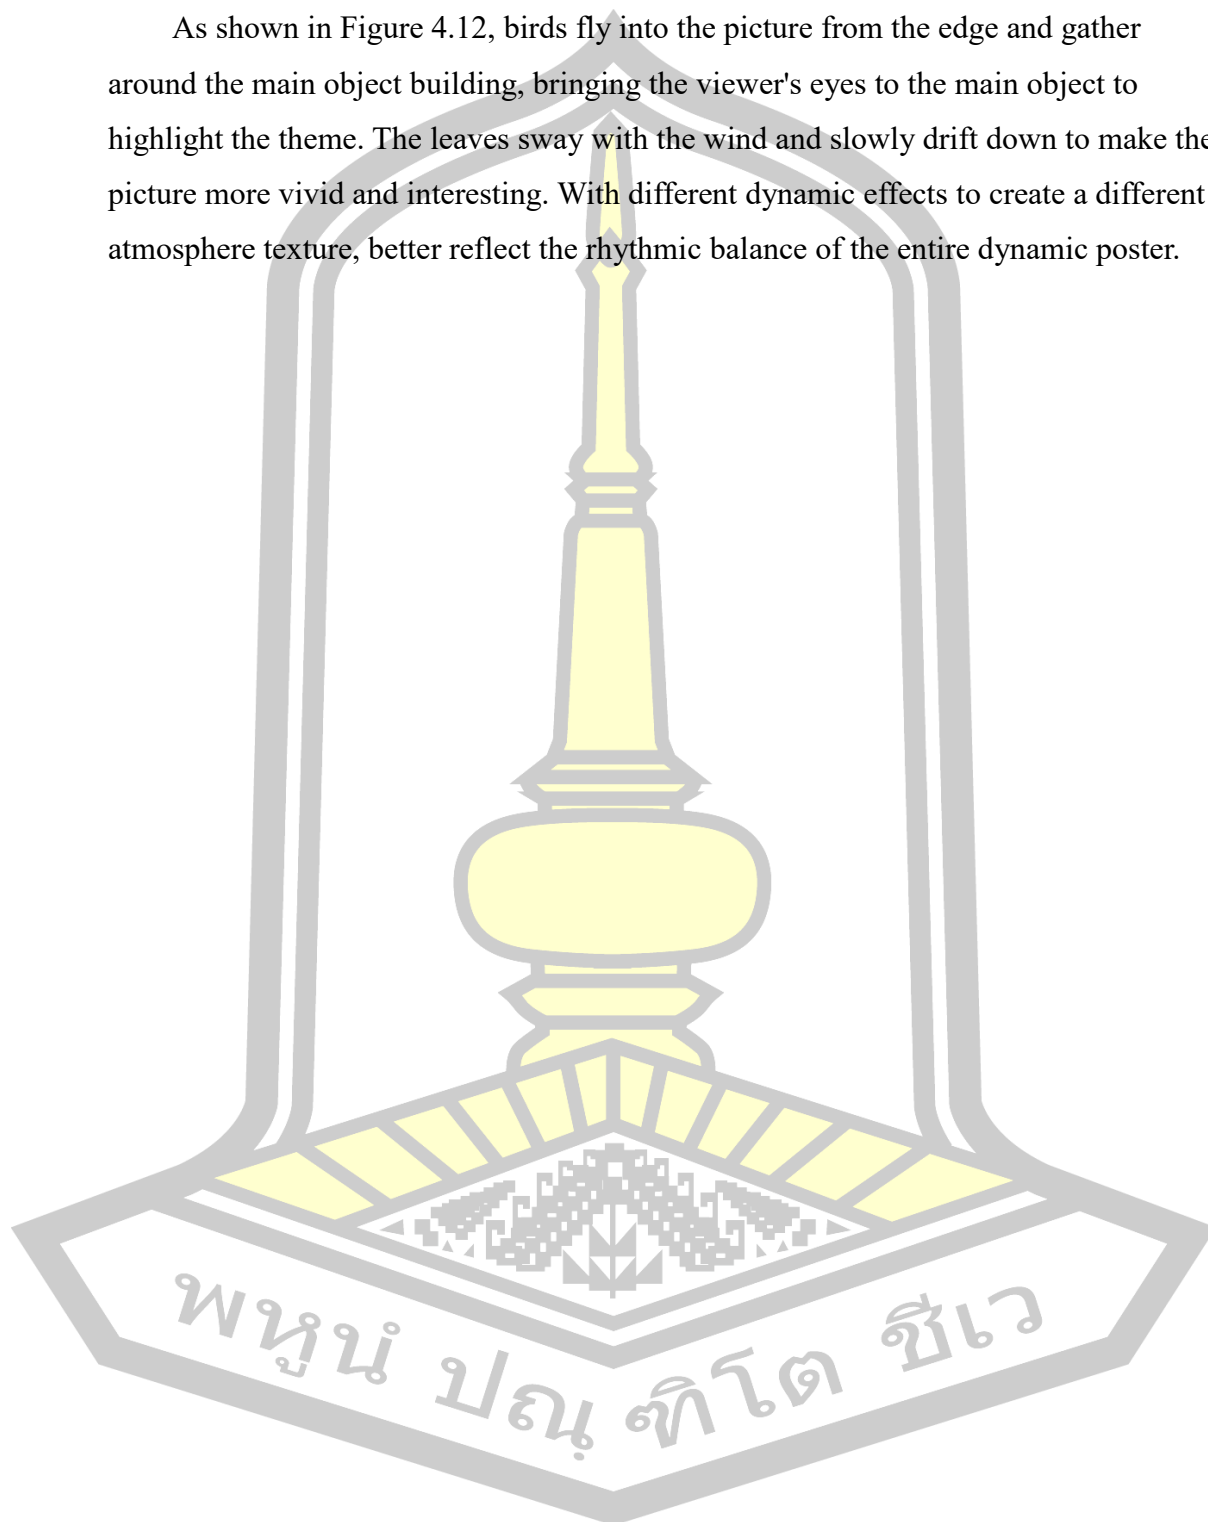 As shown in Figure 4.12, birds fly into the picture from the edge and gather
around the main object building, bringing the viewer's eyes to the main object to
highlight the theme. The leaves sway with the wind and slowly drift down to make the
picture more vivid and interesting. With different dynamic effects to create a different
atmosphere texture, better reflect the rhythmic balance of the entire dynamic poster.
พหูนํ ปณฺฑิโต ชีเว